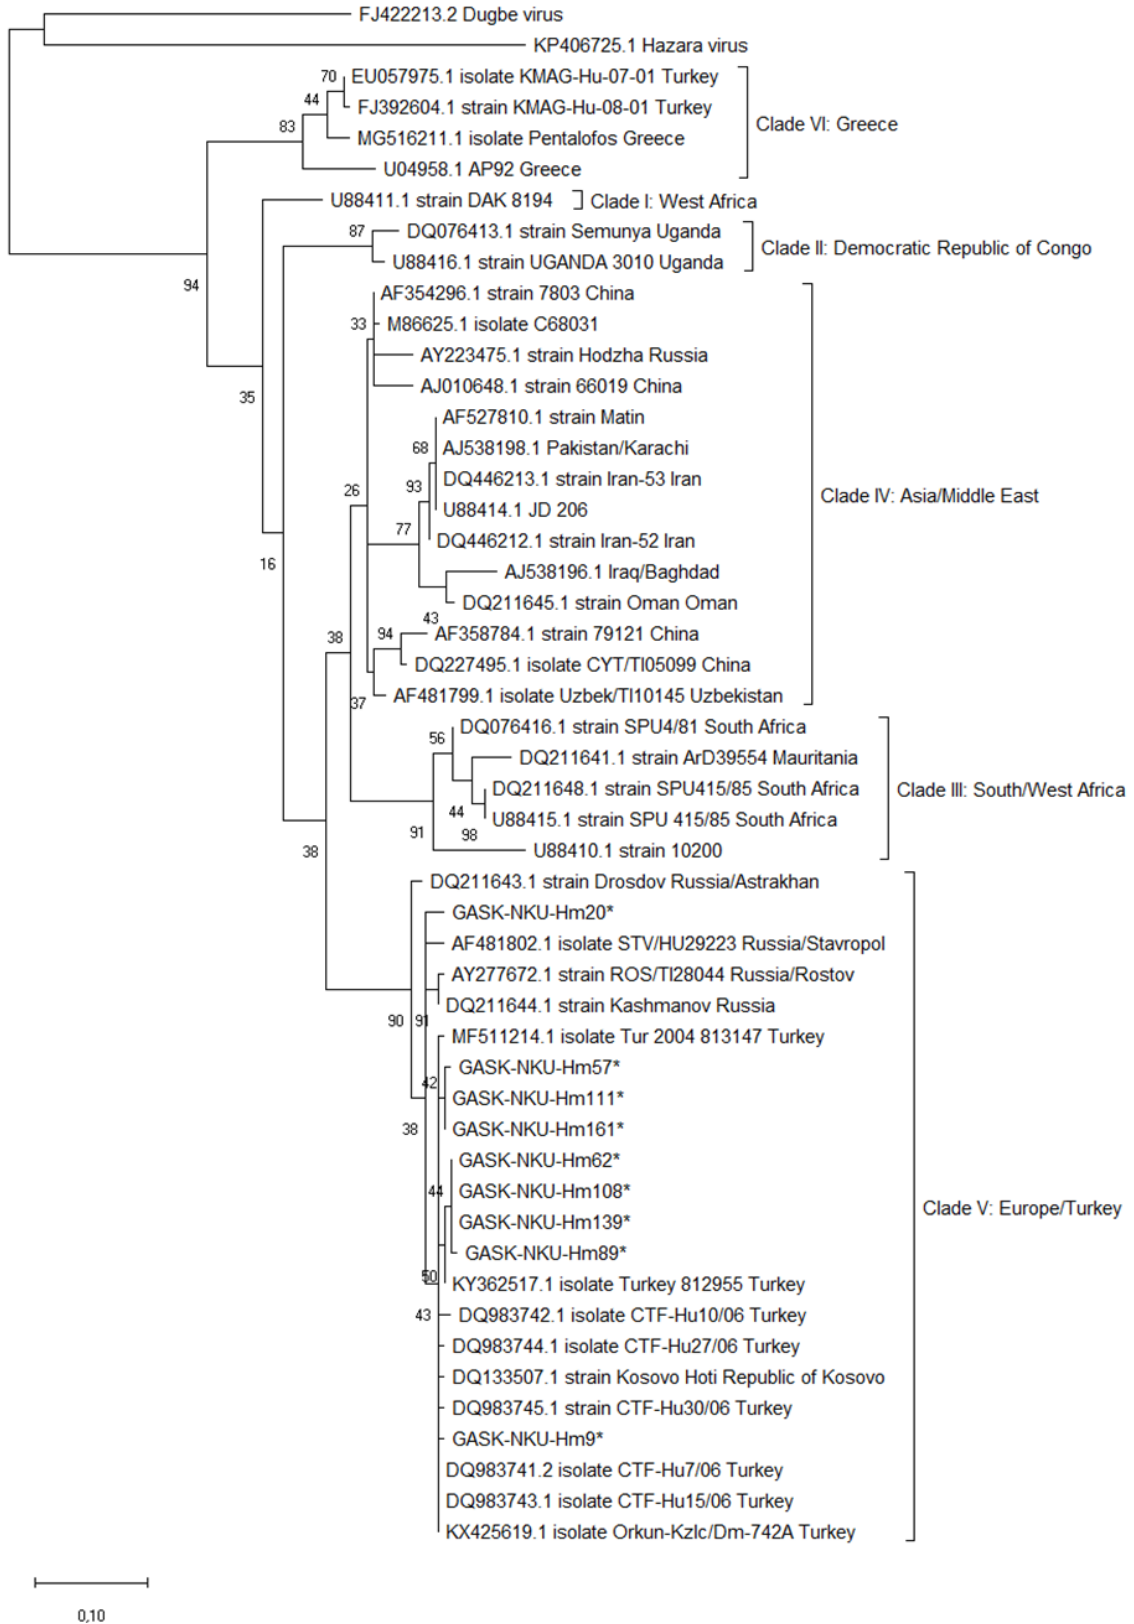 FJ422213.2 Dugbe virus
KP406725.1 Hazara virus
70
EU057975.1 isolate KMAG-Hu-07-01 Turkey
44
FJ392604.1 strain KMAG-Hu-08-01 Turkey
Clade VI: Greece
83
MG516211.1 isolate Pentalofos Greece
U04958.1 AP92 Greece
U88411.1 strain DAK 8194
Clade I: West Africa
87
DQ076413.1 strain Semunya Uganda
Clade II: Democratic Republic of Congo
U88416.1 strain UGANDA 3010 Uganda
94
AF354296.1 strain 7803 China
33
M86625.1 isolate C68031
AY223475.1 strain Hodzha Russia
AJ010648.1 strain 66019 China
35
AF527810.1 strain Matin
68
AJ538198.1 Pakistan/Karachi
DQ446213.1 strain Iran-53 Iran
93
26
Clade IV: Asia/Middle East
U88414.1 JD 206
77
DQ446212.1 strain Iran-52 Iran
16
AJ538196.1 Iraq/Baghdad
DQ211645.1 strain Oman Oman
43
38
94
AF358784.1 strain 79121 China
DQ227495.1 isolate CYT/TI05099 China
37
AF481799.1 isolate Uzbek/TI10145 Uzbekistan
DQ076416.1 strain SPU4/81 South Africa
56
DQ211641.1 strain ArD39554 Mauritania
DQ211648.1 strain SPU415/85 South Africa
Clade III: South/West Africa
44
U88415.1 strain SPU 415/85 South Africa
91
98
38
U88410.1 strain 10200
DQ211643.1 strain Drosdov Russia/Astrakhan
GASK-NKU-Hm20*
AF481802.1 isolate STV/HU29223 Russia/Stavropol
AY277672.1 strain ROS/TI28044 Russia/Rostov
DQ211644.1 strain Kashmanov Russia
90
91
MF511214.1 isolate Tur 2004 813147 Turkey
GASK-NKU-Hm57*
42
GASK-NKU-Hm111*
38
GASK-NKU-Hm161*
GASK-NKU-Hm62*
44
GASK-NKU-Hm108*
Clade V: Europe/Turkey
GASK-NKU-Hm139*
GASK-NKU-Hm89*
50
KY362517.1 isolate Turkey 812955 Turkey
43
DQ983742.1 isolate CTF-Hu10/06 Turkey
DQ983744.1 isolate CTF-Hu27/06 Turkey
DQ133507.1 strain Kosovo Hoti Republic of Kosovo
DQ983745.1 strain CTF-Hu30/06 Turkey
GASK-NKU-Hm9*
DQ983741.2 isolate CTF-Hu7/06 Turkey
DQ983743.1 isolate CTF-Hu15/06 Turkey
KX425619.1 isolate Orkun-Kzlc/Dm-742A Turkey
0,10